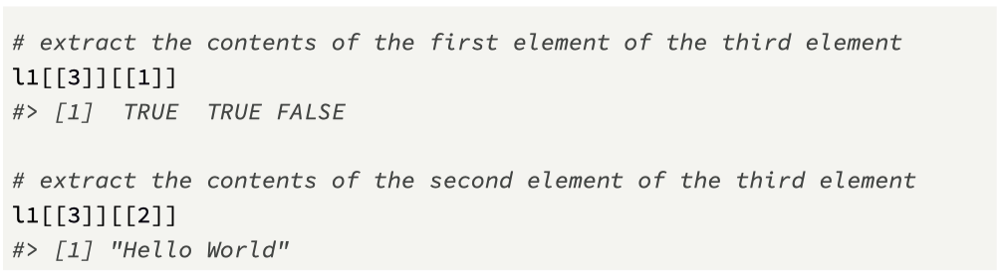 # extract the contents of the first element of the third element
l1[[3]][[1]]
#> [1]  TRUE  TRUE FALSE
# extract the contents of the second element of the third element
l1[[3]][[2]]
#> [1] "Hello World"